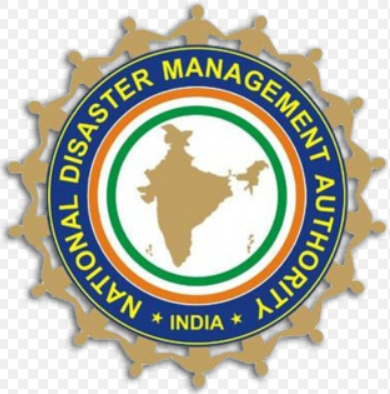 NATIONAL DISASTER MANAGEMENT AUTHORITY
★ INDIA ★